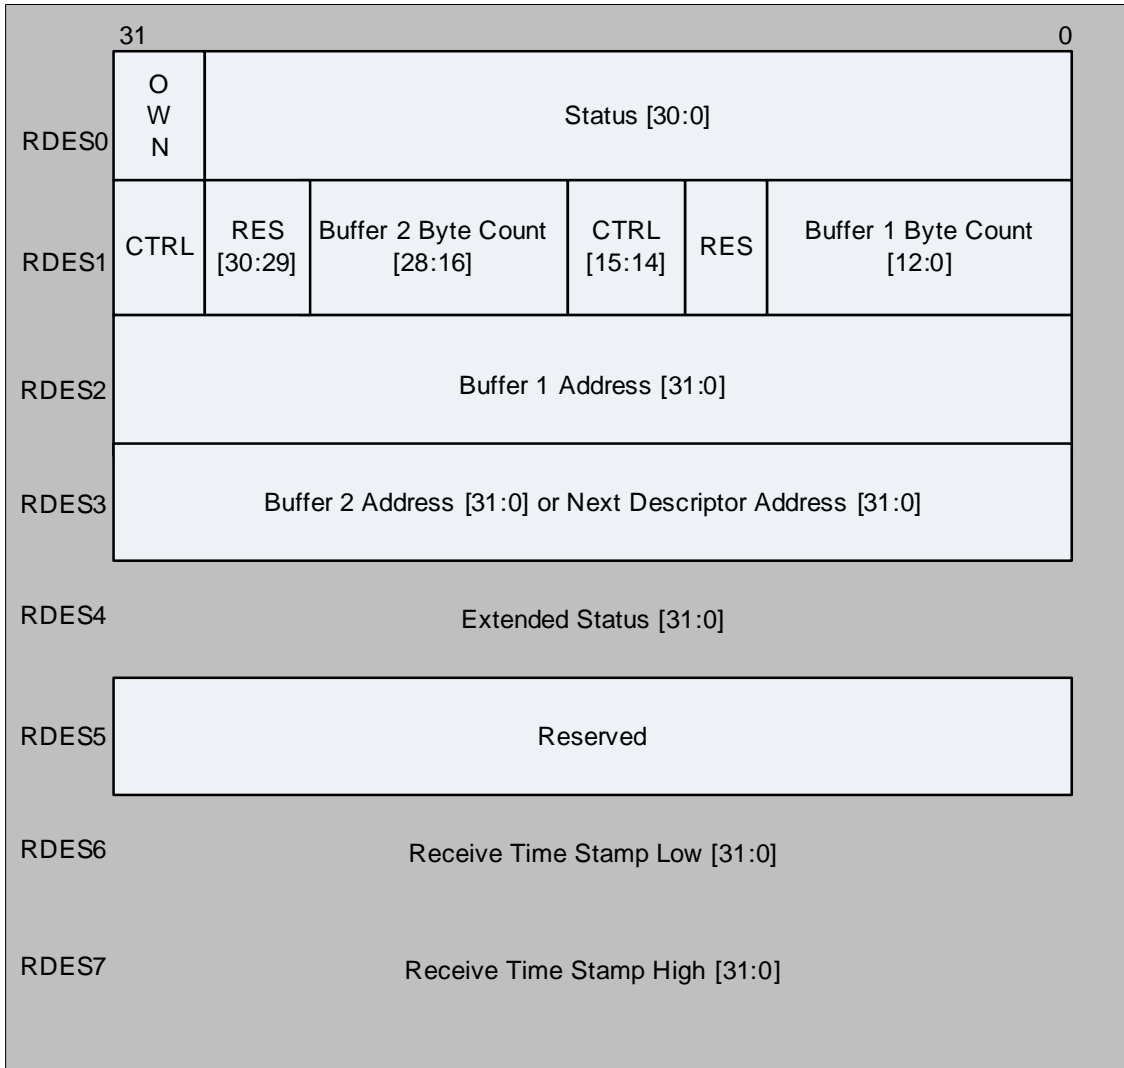 31 0
O
W
N
Status [30:0]
RDES0
CTRL
RES
[30:29]
Buffer 2 Byte Count
[28:16]
CTRL
[15:14]
RES
Buffer 1 Byte Count
[12:0]
RDES1
Buffer 1 Address [31:0]
RDES2
RDES3
Buffer 2 Address [31:0] or Next Descriptor Address [31:0]
RDES4
Extended Status [31:0]
RDES5
Reserved
RDES6
Receive Time Stamp Low [31:0]
RDES7
Receive Time Stamp High [31:0]